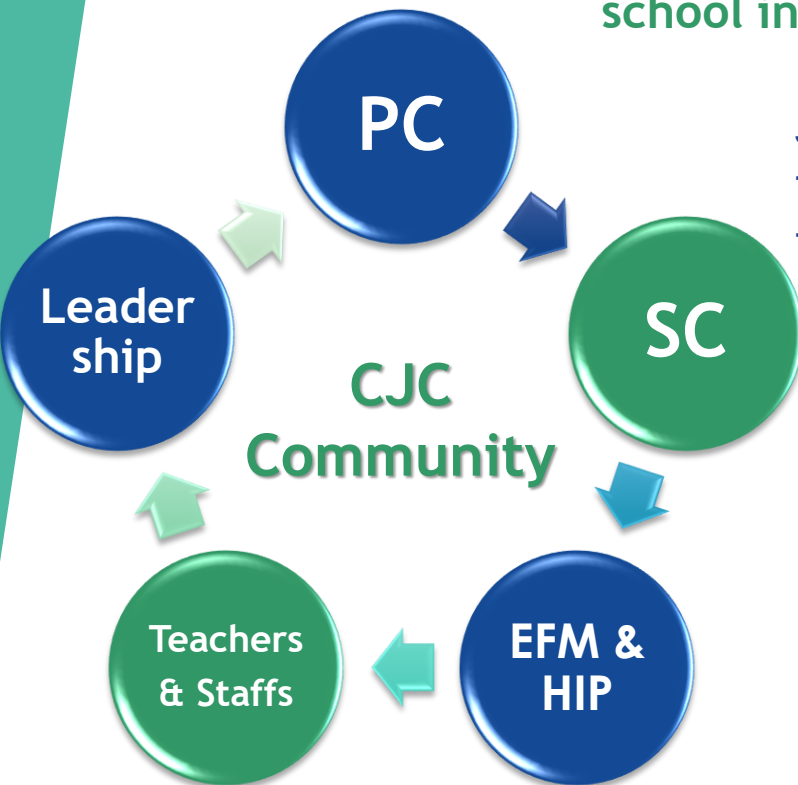 school in
PC
SC
Leader
ship
CJC
Community
Teachers
& Staffs
EFM &
HIP